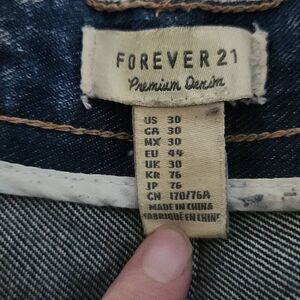 FOREVER 21
Premium Denim
US 30
CA 30
MX 30
EU 44
UK 30
KR 76
JP 76
CN 170/76A
MADE IN CHINA
FABRIQUÉ EN CHINE